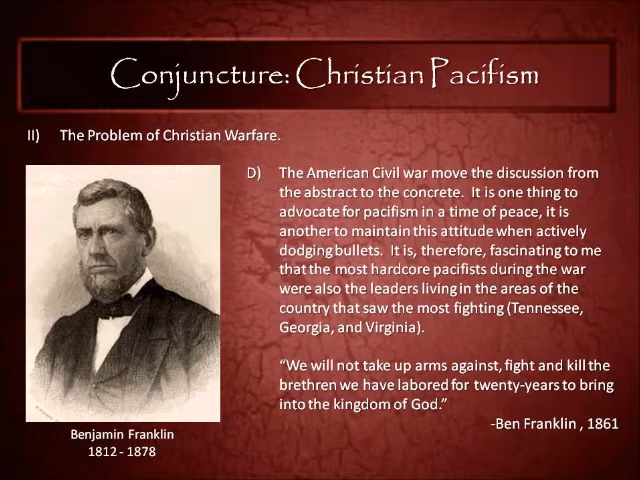 Conjuncture: Christian Pacifism
II) The Problem of Christian Warfare.
D) The American Civil war move the discussion from
the abstract to the concrete. It is one thing to
advocate for pacifism in a time of peace, it is
another to maintain this attitude when actively
dodging bullets. It is, therefore, fascinating to me
that the most hardcore pacifists during the war
were also the leaders living in the areas of the
country that saw the most fighting (Tennessee,
Georgia, and Virginia).
“We will not take up arms against, fight and kill the
brethren we have labored for twenty-years to bring
into the kingdom of God.”
-Ben Franklin , 1861
Benjamin Franklin
1812 - 1878